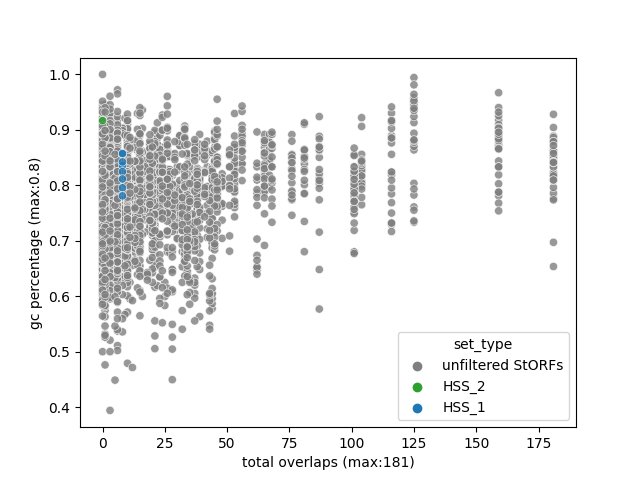 1.0
0.9
0.8
0.7
0.6
0.5
0.4
gc percentage (max:0.8)
set_type
unfiltered StORFs
HSS_2
HSS_1
0 25 50 75 100 125 150 175
total overlaps (max:181)